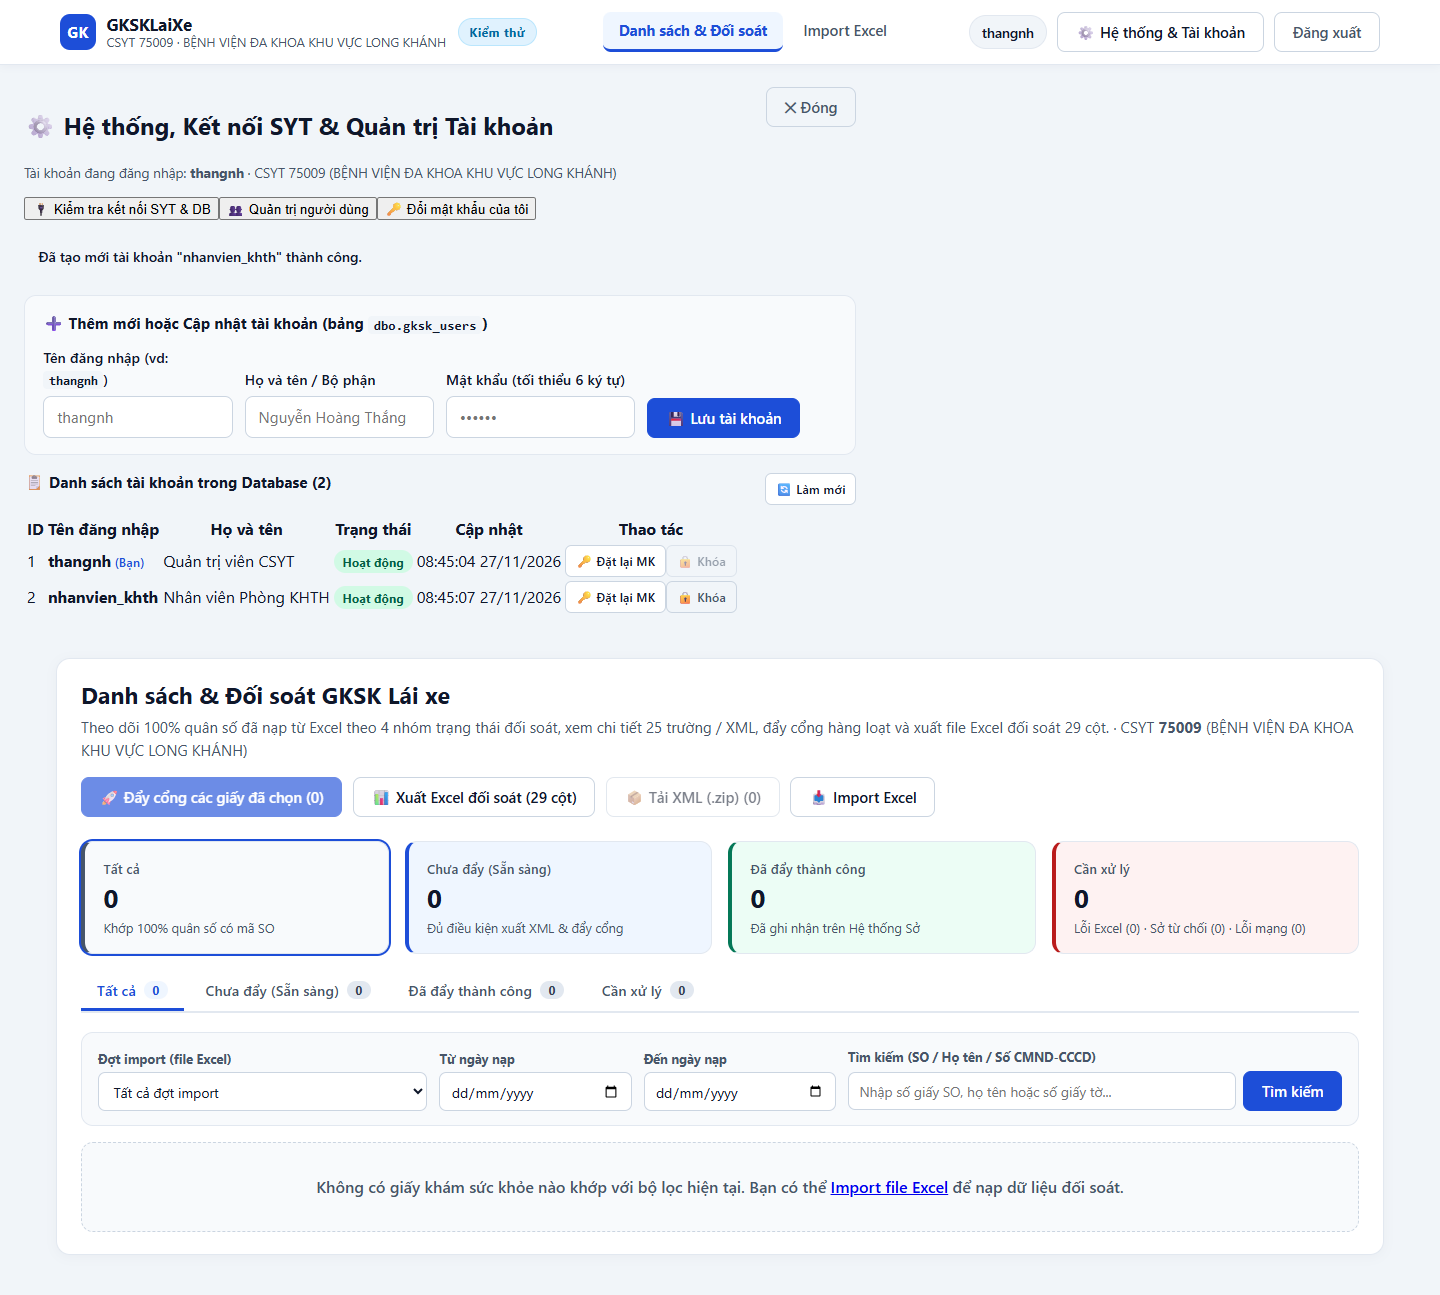 GK
GKSKLaiXe
CSYT 75009 · BỆNH VIỆN ĐA KHOA KHU VỰC LONG KHÁNH
Kiểm thử
Danh sách & Đối soát
Import Excel
thangnh
Hệ thống & Tài khoản
Đăng xuất
Hệ thống, Kết nối SYT & Quản trị Tài khoản
✕ Đóng
Tài khoản đang đăng nhập: thangnh · CSYT 75009 (BỆNH VIỆN ĐA KHOA KHU VỰC LONG KHÁNH)
Kiểm tra kết nối SYT & DB
Quản trị người dùng
Đổi mật khẩu của tôi
Đã tạo mới tài khoản "nhanvien_khth" thành công.
Thêm mới hoặc Cập nhật tài khoản (bảng dbo.gksk_users )
Tên đăng nhập (vd:
thangnh )
Họ và tên / Bộ phận
Mật khẩu (tối thiểu 6 ký tự)
thangnh
Nguyễn Hoàng Thắng
••••••
Lưu tài khoản
Danh sách tài khoản trong Database (2)
Làm mới
ID Tên đăng nhập Họ và tên Trạng thái Cập nhật Thao tác
1 thangnh (Bạn) Quản trị viên CSYT Hoạt động 08:45:04 27/11/2026 Đặt lại MK Khóa
2 nhanvien_khth Nhân viên Phòng KHTH Hoạt động 08:45:07 27/11/2026 Đặt lại MK Khóa
Danh sách & Đối soát GKSK Lái xe
Theo dõi 100% quân số đã nạp từ Excel theo 4 nhóm trạng thái đối soát, xem chi tiết 25 trường / XML, đẩy cổng hàng loạt và xuất file Excel đối soát 29 cột. · CSYT 75009 (BỆNH VIỆN ĐA KHOA
KHU VỰC LONG KHÁNH)
Đẩy cổng các giấy đã chọn (0)
Xuất Excel đối soát (29 cột)
Tải XML (.zip) (0)
Import Excel
Tất cả
0
Khớp 100% quân số có mã SO
Chưa đẩy (Sẵn sàng)
0
Đủ điều kiện xuất XML & đẩy cổng
Đã đẩy thành công
0
Đã ghi nhận trên Hệ thống Sở
Cần xử lý
0
Lỗi Excel (0) · Sở từ chối (0) · Lỗi mạng (0)
Tất cả 0
Chưa đẩy (Sẵn sàng) 0
Đã đẩy thành công 0
Cần xử lý 0
Đợt import (file Excel)
Từ ngày nạp
Đến ngày nạp
Tìm kiếm (SO / Họ tên / Số CMND-CCCD)
Tất cả đợt import
dd/mm/yyyy
dd/mm/yyyy
Nhập số giấy SO, họ tên hoặc số giấy tờ...
Tìm kiếm
Không có giấy khám sức khỏe nào khớp với bộ lọc hiện tại. Bạn có thể Import file Excel để nạp dữ liệu đối soát.